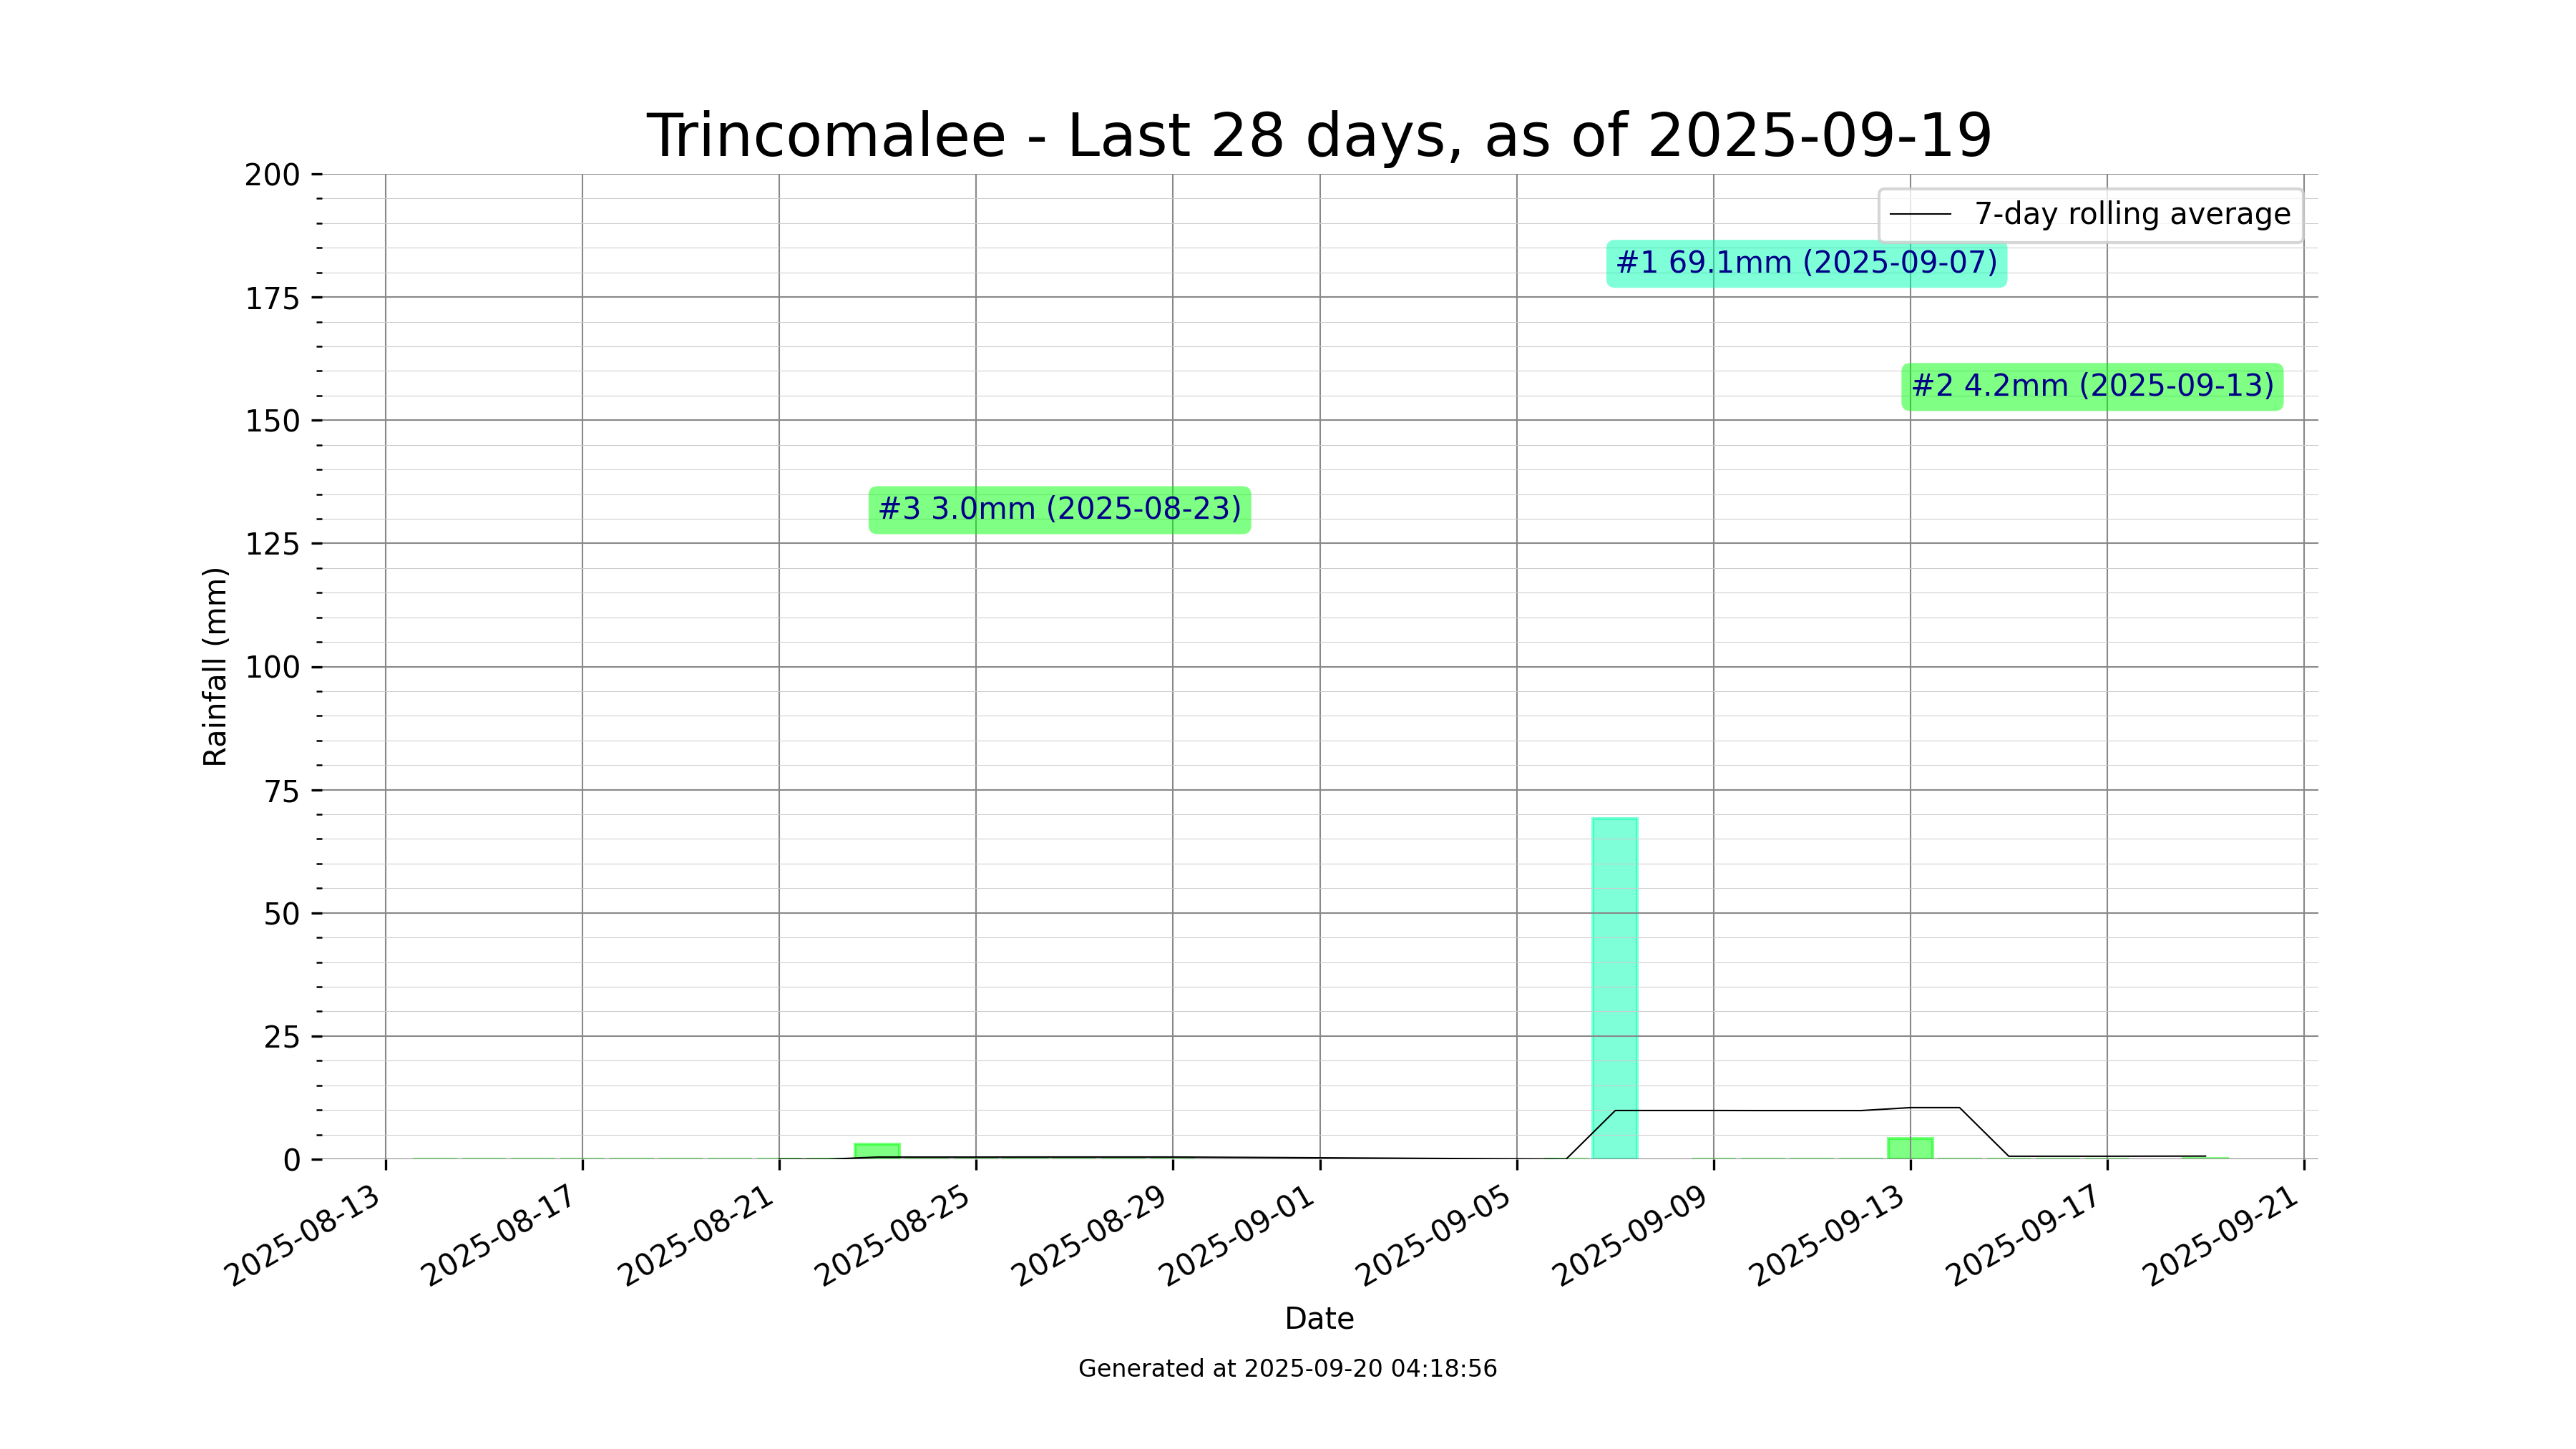 Trincomalee - Last 28 days, as of 2025-09-19
7-day rolling average
#1 69.1mm (2025-09-07)
#2 4.2mm (2025-09-13)
#3 3.0mm (2025-08-23)
Rainfall (mm)
200
175
150
125
100
75
50
25
0
2025-08-13
2025-08-17
2025-08-21
2025-08-25
2025-08-29
2025-09-01
2025-09-05
2025-09-09
2025-09-13
2025-09-17
2025-09-21
Date
Generated at 2025-09-20 04:18:56